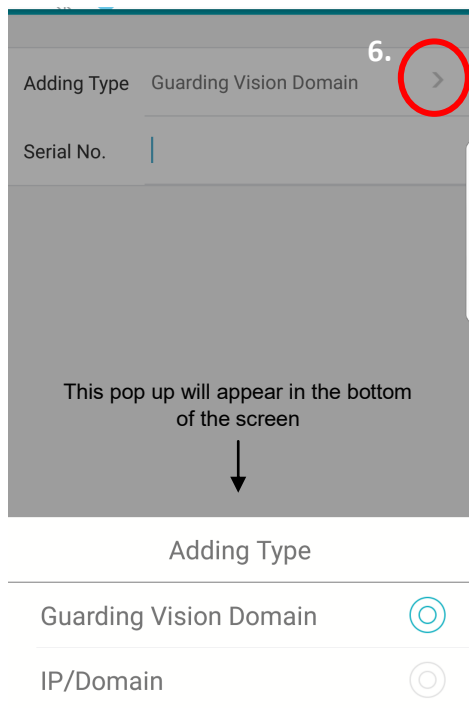 6.
Adding Type Guarding Vision Domain
Serial No.
This pop up will appear in the bottom
of the screen
Adding Type
Guarding Vision Domain
IP/Domain